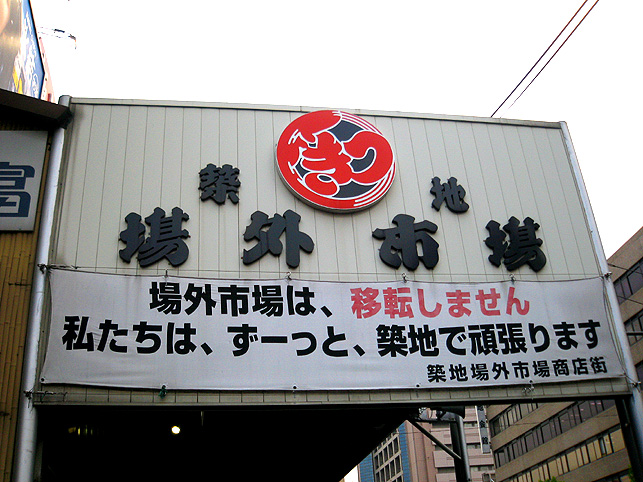 築地
場外市場
場外市場は、移転しません
私たちは、ずーっと、築地で頑張ります
築地場外市場商店街
富